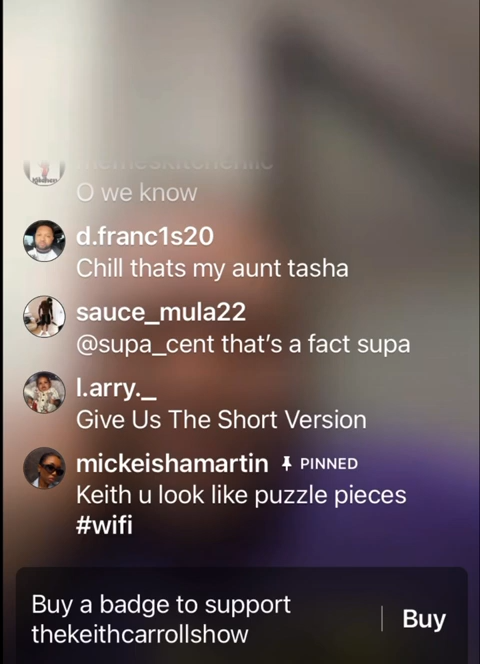 O we know
d.franc1s20
Chill thats my aunt tasha
sauce_mula22
@supa_cent that’s a fact supa
l.arry._
Give Us The Short Version
mickeishamartin PINNED
Keith u look like puzzle pieces
#wifi
Buy a badge to support
thekeithcarrollshow
Buy